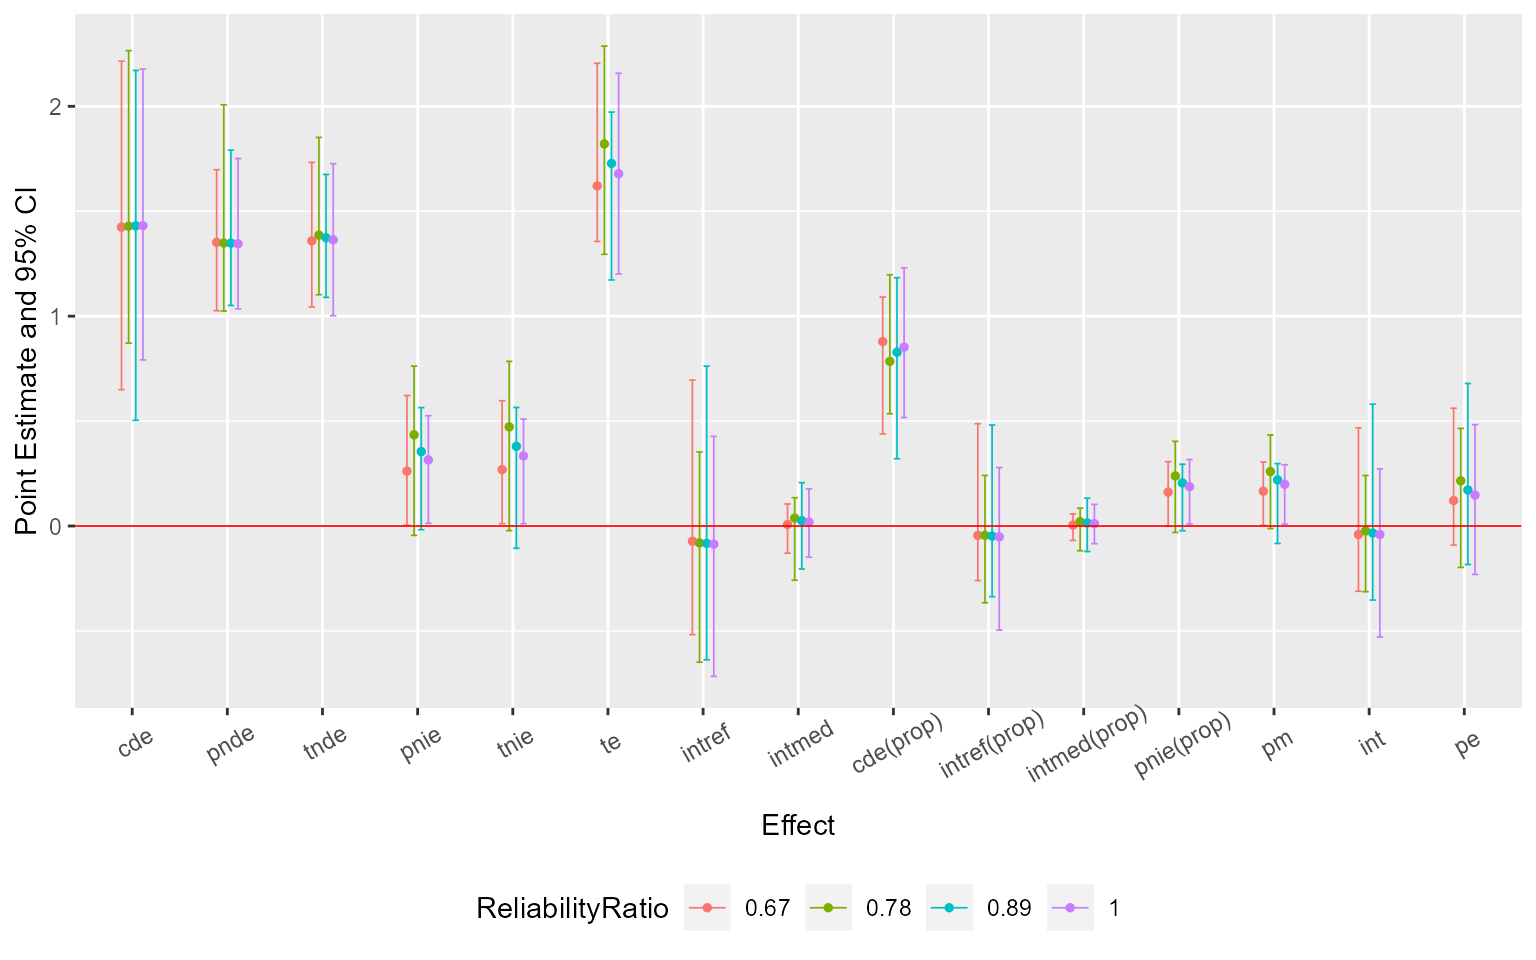 Point Estimate and 95% CI
2
1
0
cde pnde tnde pnie tnie te intref intmed cde(prop) intref(prop) intmed(prop) pnie(prop) pm int pe
Effect
ReliabilityRatio 0.67 0.78 0.89 1